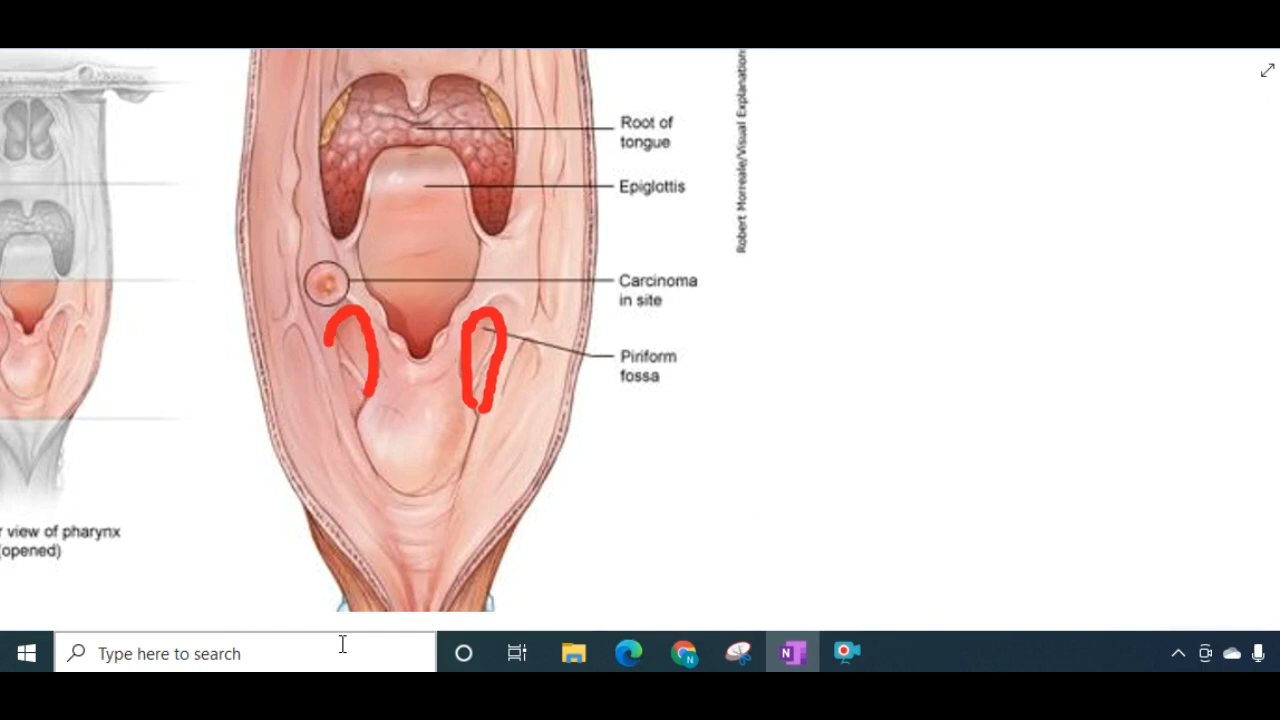 Root of
tongue
Epiglottis
Carcinoma
in site
Piriform
fossa
Robert Morreale/Visual Explanation
r view of pharynx
(opened)
Type here to search